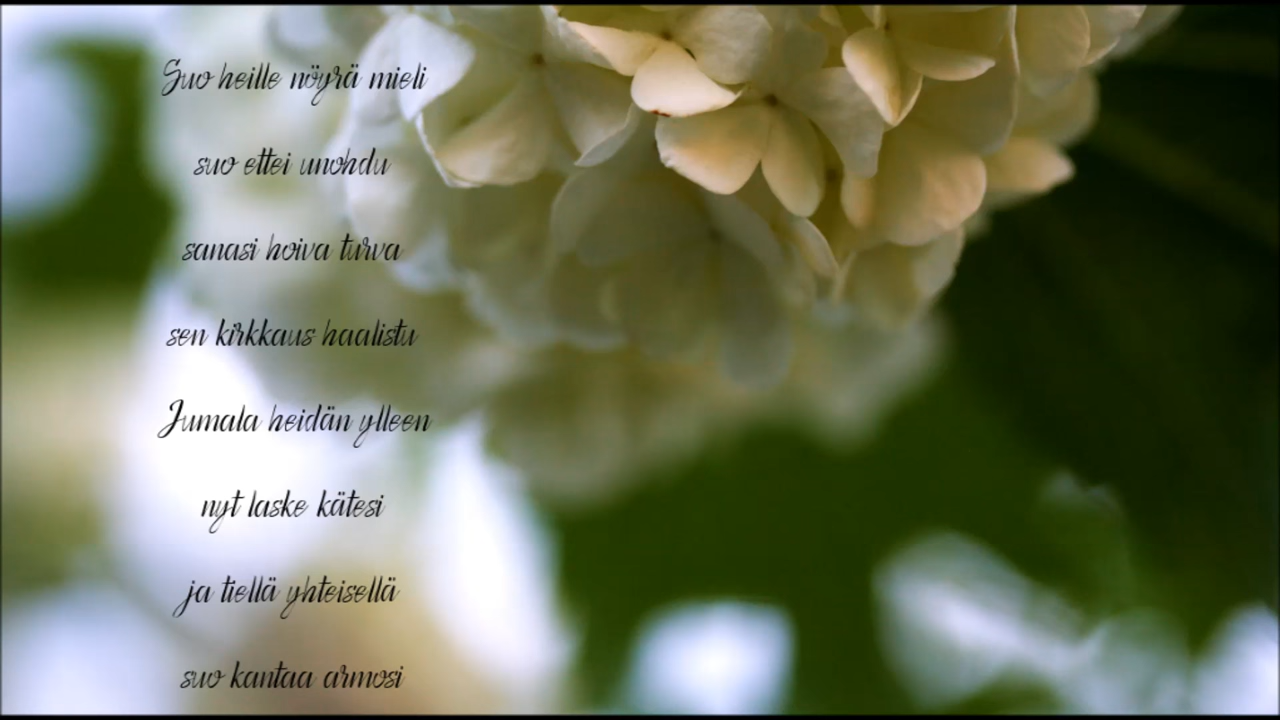 Suo heille nöyrä mieli
suo ettei unohdu
sanasi hoiva turva
sen kirkkaus haalistu
Jumala heidän ylleen
nyt laske kätesi
ja tiellä yhteisellä
suo kantaa armosi